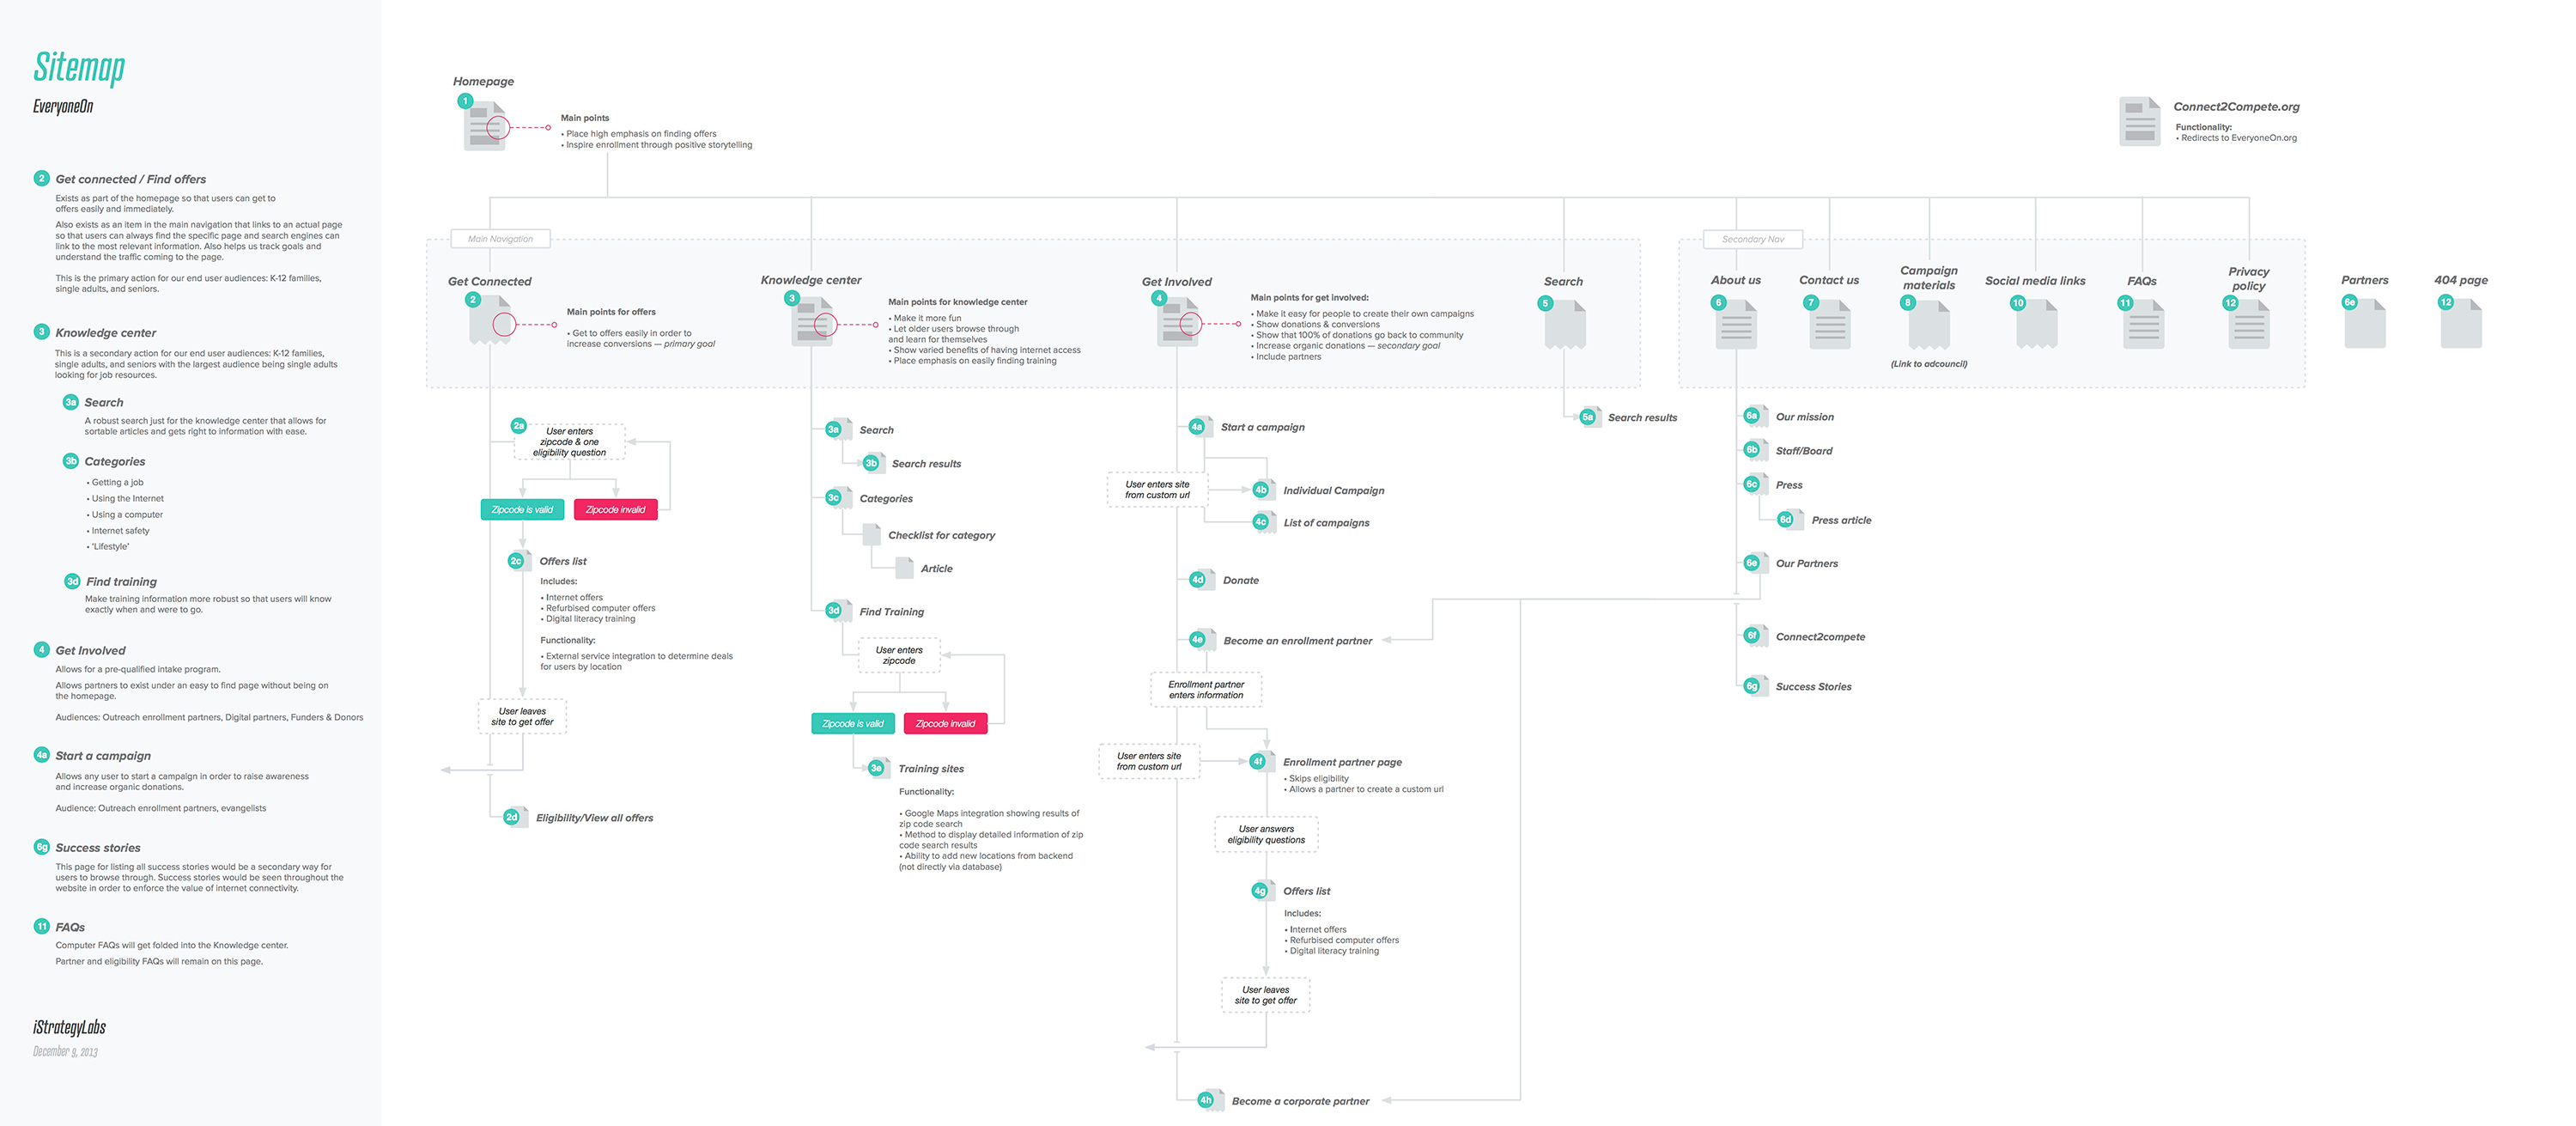 Sitemap
EveryoneOn
2 Get connected / Find offers
Exists as part of the homepage so that users can get to
offers easily and immediately.
Also exists as an item in the main navigation that links to an actual page
so that users can always find the specific page and search engines can
link to the most relevant information. Also helps us track goals and
understand the traffic coming to the page.
This is the primary action for our end user audiences: K-12 families,
single adults, and seniors.
3 Knowledge center
This is a secondary action for our end user audiences: K-12 families,
single adults, and seniors with the largest audience being single adults
looking for job resources.
3a Search
A robust search just for the knowledge center that allows for
sortable articles and gets right to information with ease.
3b Categories
• Getting a job
• Using the Internet
• Using a computer
• Internet safety
• 'Lifestyle'
3d Find training
Make training information more robust so that users will know
exactly when and were to go.
4 Get Involved
Allows for a pre-qualified intake program.
Allows partners to exist under an easy to find page without being on
the homepage.
Audiences: Outreach enrollment partners, Digital partners, Funders & Donors
4a Start a campaign
Allows any user to start a campaign in order to raise awareness
and increase organic donations.
Audience: Outreach enrollment partners, evangelists
6g Success stories
This page for listing all success stories would be a secondary way for
users to browse through. Success stories would be seen throughout the
website in order to enforce the value of internet connectivity.
11 FAQs
Computer FAQs will get folded into the Knowledge center.
Partner and eligibility FAQs will remain on this page.
iStrategyLabs
December 9, 2013
Homepage
1
Main points
• Place high emphasis on finding offers
• Inspire enrollment through positive storytelling
Connect2Compete.org
Functionality:
• Redirects to EveryoneOn.org
Main Navigation
Get Connected
2
Main points for offers
• Get to offers easily in order to
increase conversions — primary goal
Knowledge center
3
Main points for knowledge center
• Make it more fun
• Let older users browse through
and learn for themselves
• Show varied benefits of having internet access
• Place emphasis on easily finding training
Get Involved
4
Main points for get involved:
• Make it easy for people to create their own campaigns
• Show donations & conversions
• Show that 100% of donations go back to community
• Increase organic donations — secondary goal
• Include partners
Search
5
Secondary Nav
About us
6
Contact us
7
Campaign
materials
8
(Link to adcouncil)
Social media links
10
FAQs
11
Privacy
policy
12
Partners
6e
404 page
12
2a
User enters
zipcode & one
eligibility question
Zipcode is valid
Zipcode invalid
2c Offers list
Includes:
• Internet offers
• Refurbised computer offers
• Digital literacy training
Functionality:
• External service integration to determine deals
for users by location
User leaves
site to get offer
2d Eligibility/View all offers
3a Search
3b Search results
3c Categories
Checklist for category
Article
3d Find Training
User enters
zipcode
Zipcode is valid
Zipcode invalid
3e Training sites
Functionality:
• Google Maps integration showing results of
zip code search
• Method to display detailed information of zip
code search results
• Ability to add new locations from backend
(not directly via database)
4a Start a campaign
User enters site
from custom url
4b Individual Campaign
4c List of campaigns
4d Donate
4e Become an enrollment partner
Enrollment partner
enters information
User enters site
from custom url
4f Enrollment partner page
• Skips eligibility
• Allows a partner to create a custom url
User answers
eligibility questions
4g Offers list
Includes:
• Internet offers
• Refurbised computer offers
• Digital literacy training
User leaves
site to get offer
4h Become a corporate partner
5a Search results
6a Our mission
6b Staff/Board
6c Press
6d Press article
6e Our Partners
6f Connect2compete
6g Success Stories